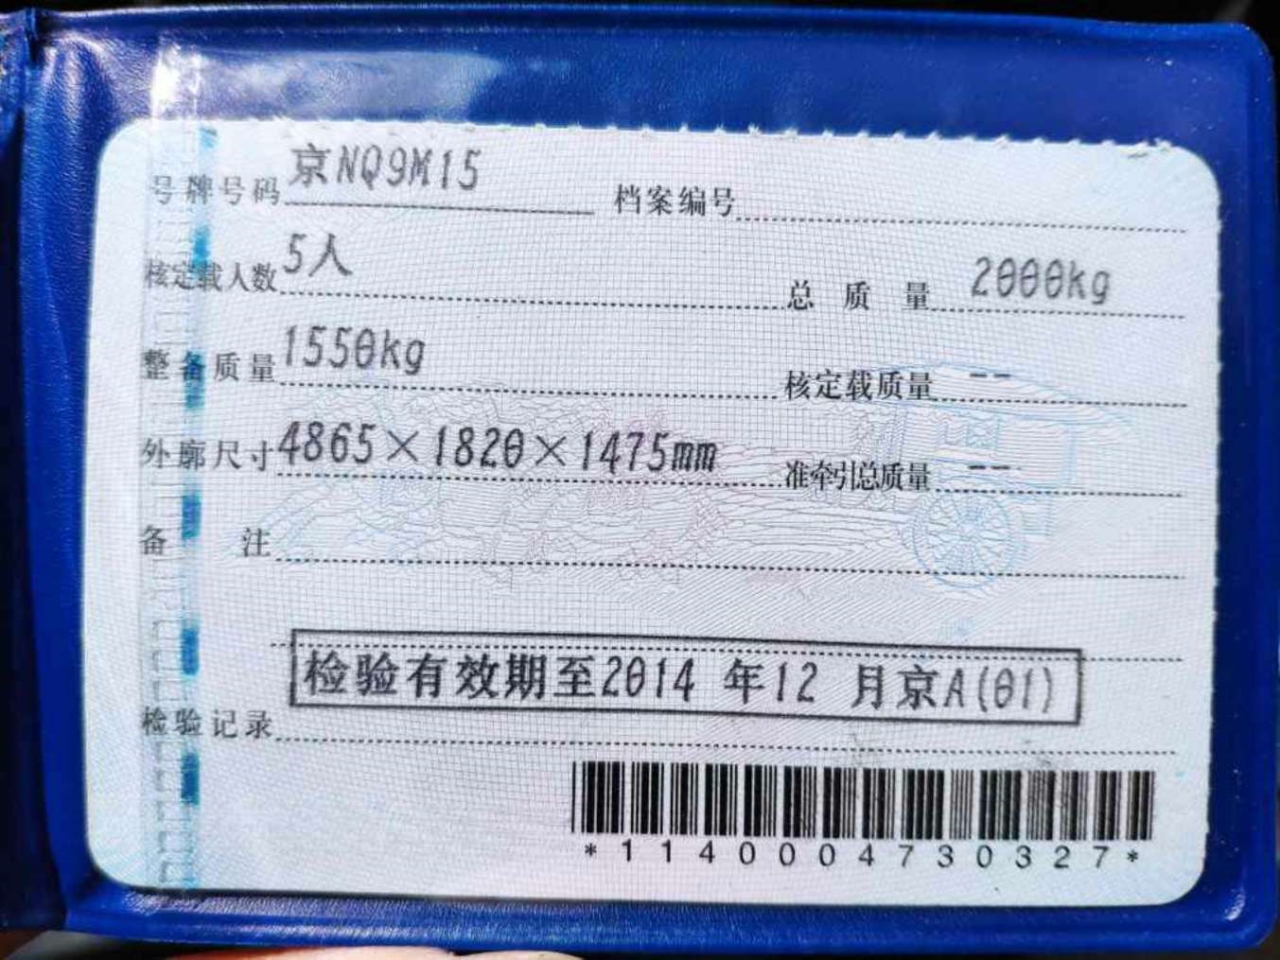 号牌号码 京NQ9M15 档案编号
核定载人数 5人 总质量 2000kg
整备质量 1550kg 核定载质量 --
外廓尺寸 4865×1820×1475mm 准牵引总质量 --
备注
检验有效期至2014 年12 月京A(01)
检验记录
*1140004730327*